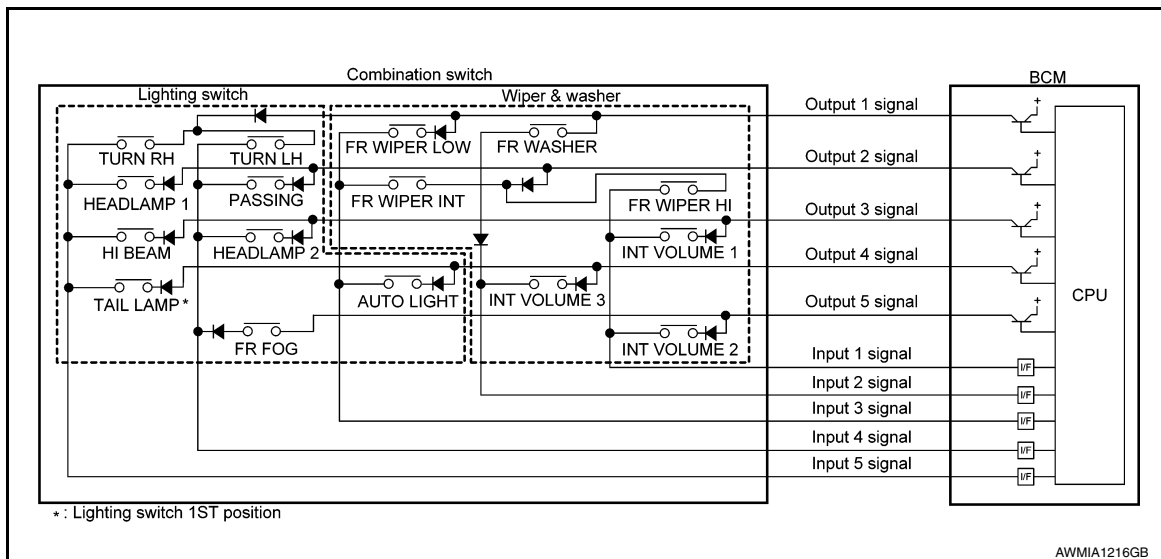 Combination switch
BCM
Lighting switch
Wiper & washer
Output 1 signal
+
TURN RH
TURN LH
FR WIPER LOW
FR WASHER
Output 2 signal
+
HEADLAMP 1
PASSING
FR WIPER INT
FR WIPER HI
Output 3 signal
+
HI BEAM
HEADLAMP 2
INT VOLUME 1
Output 4 signal
+
TAIL LAMP *
AUTO LIGHT
INT VOLUME 3
CPU
Output 5 signal
+
FR FOG
INT VOLUME 2
Input 1 signal
I/F
Input 2 signal
I/F
Input 3 signal
I/F
Input 4 signal
I/F
Input 5 signal
I/F
* : Lighting switch 1ST position
AWMIA1216GB